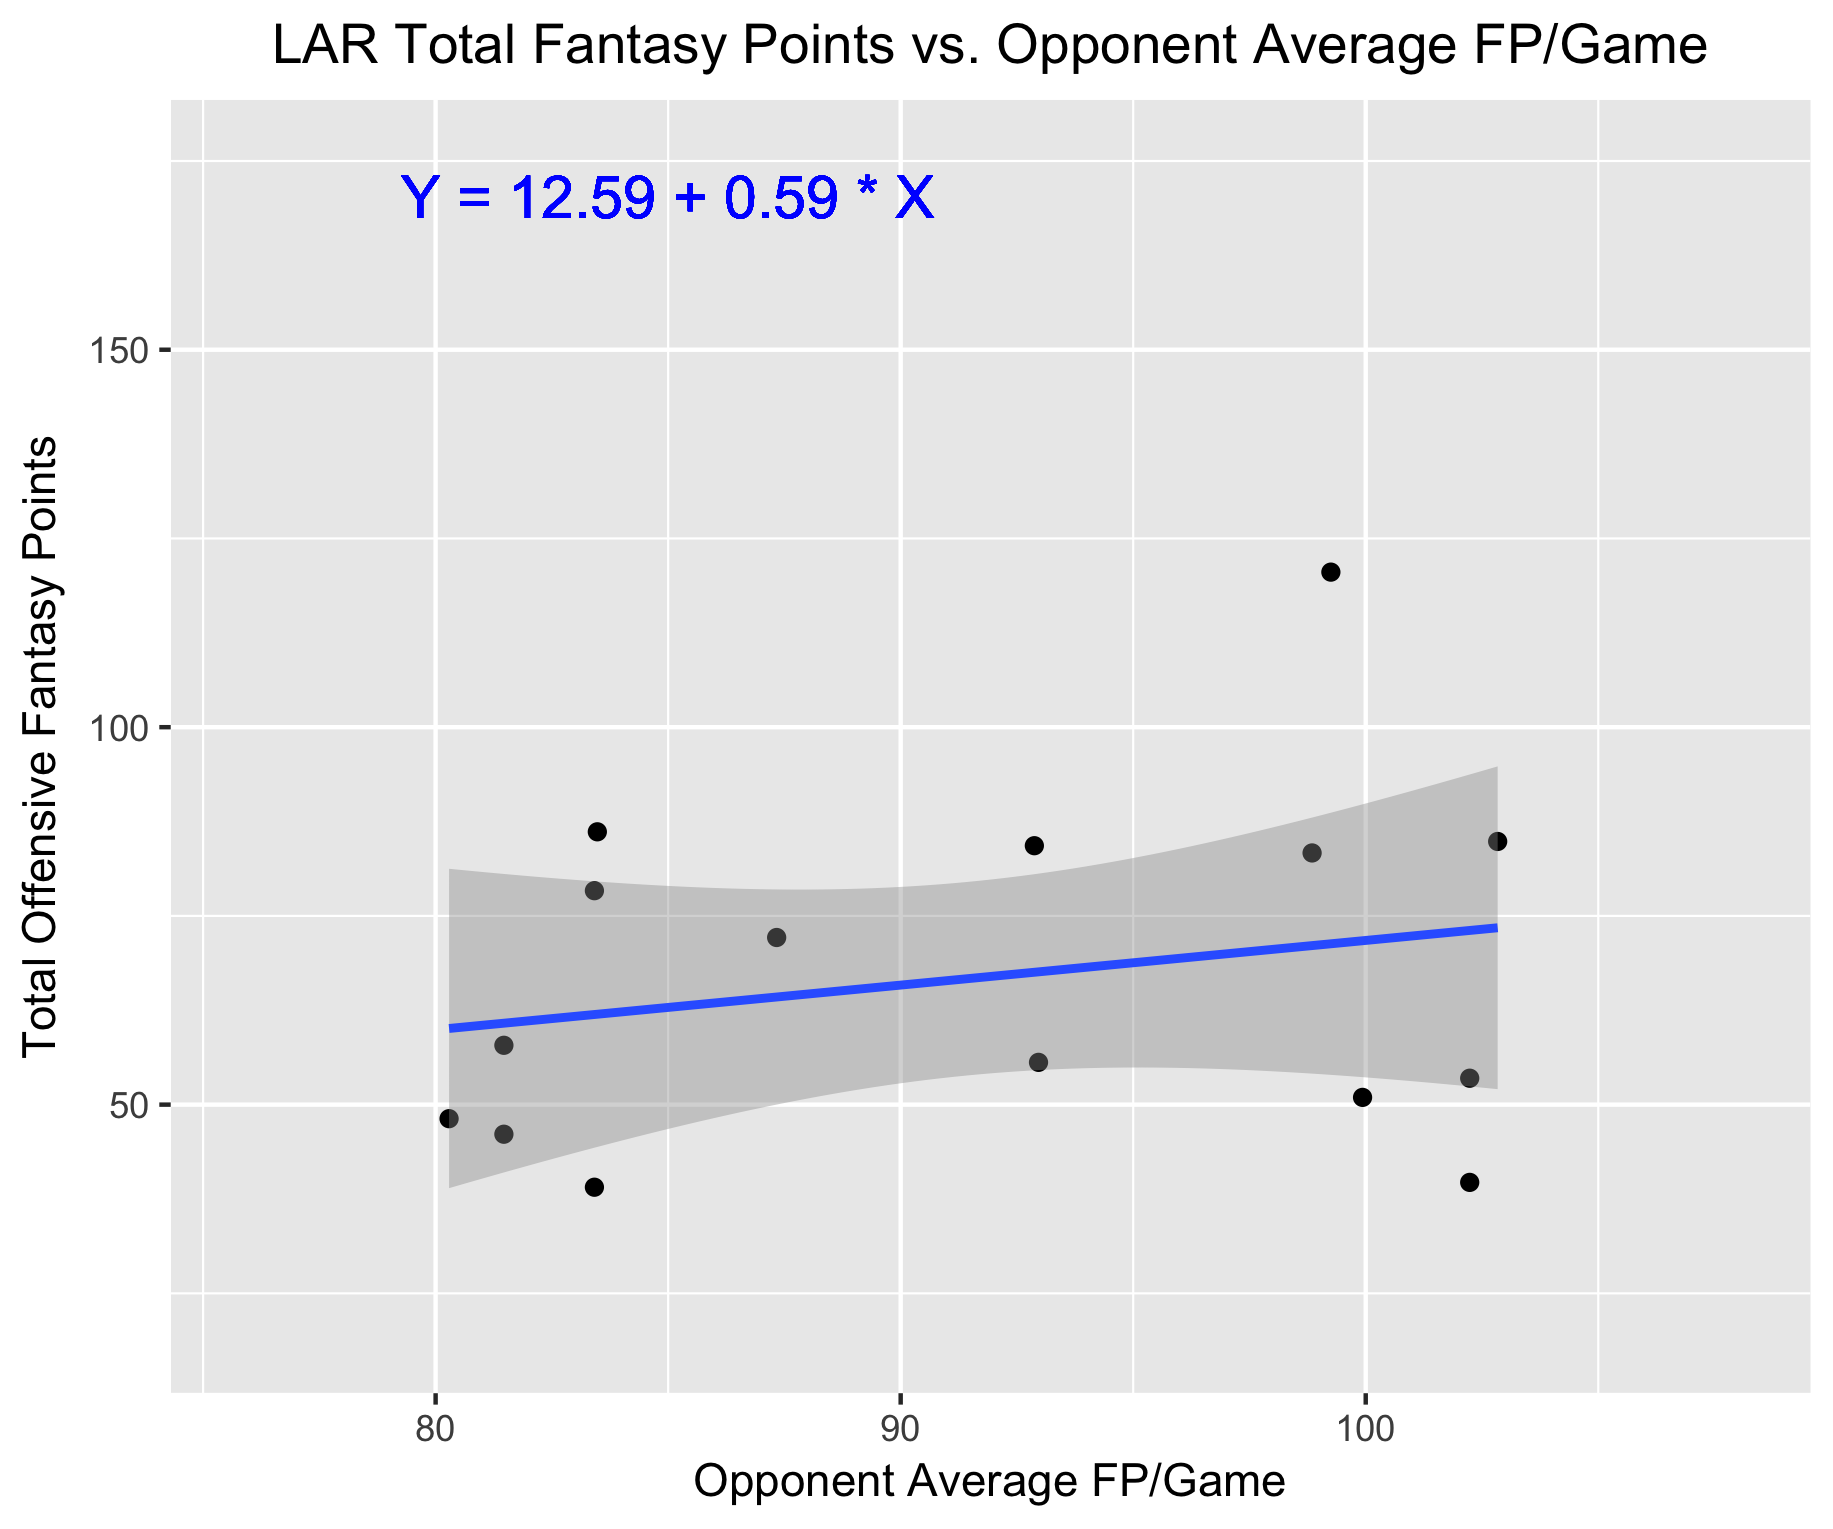 LAR Total Fantasy Points vs. Opponent Average FP/Game
Y = 12.59 + 0.59 * X
Total Offensive Fantasy Points
150
100
50
80
90
100
Opponent Average FP/Game